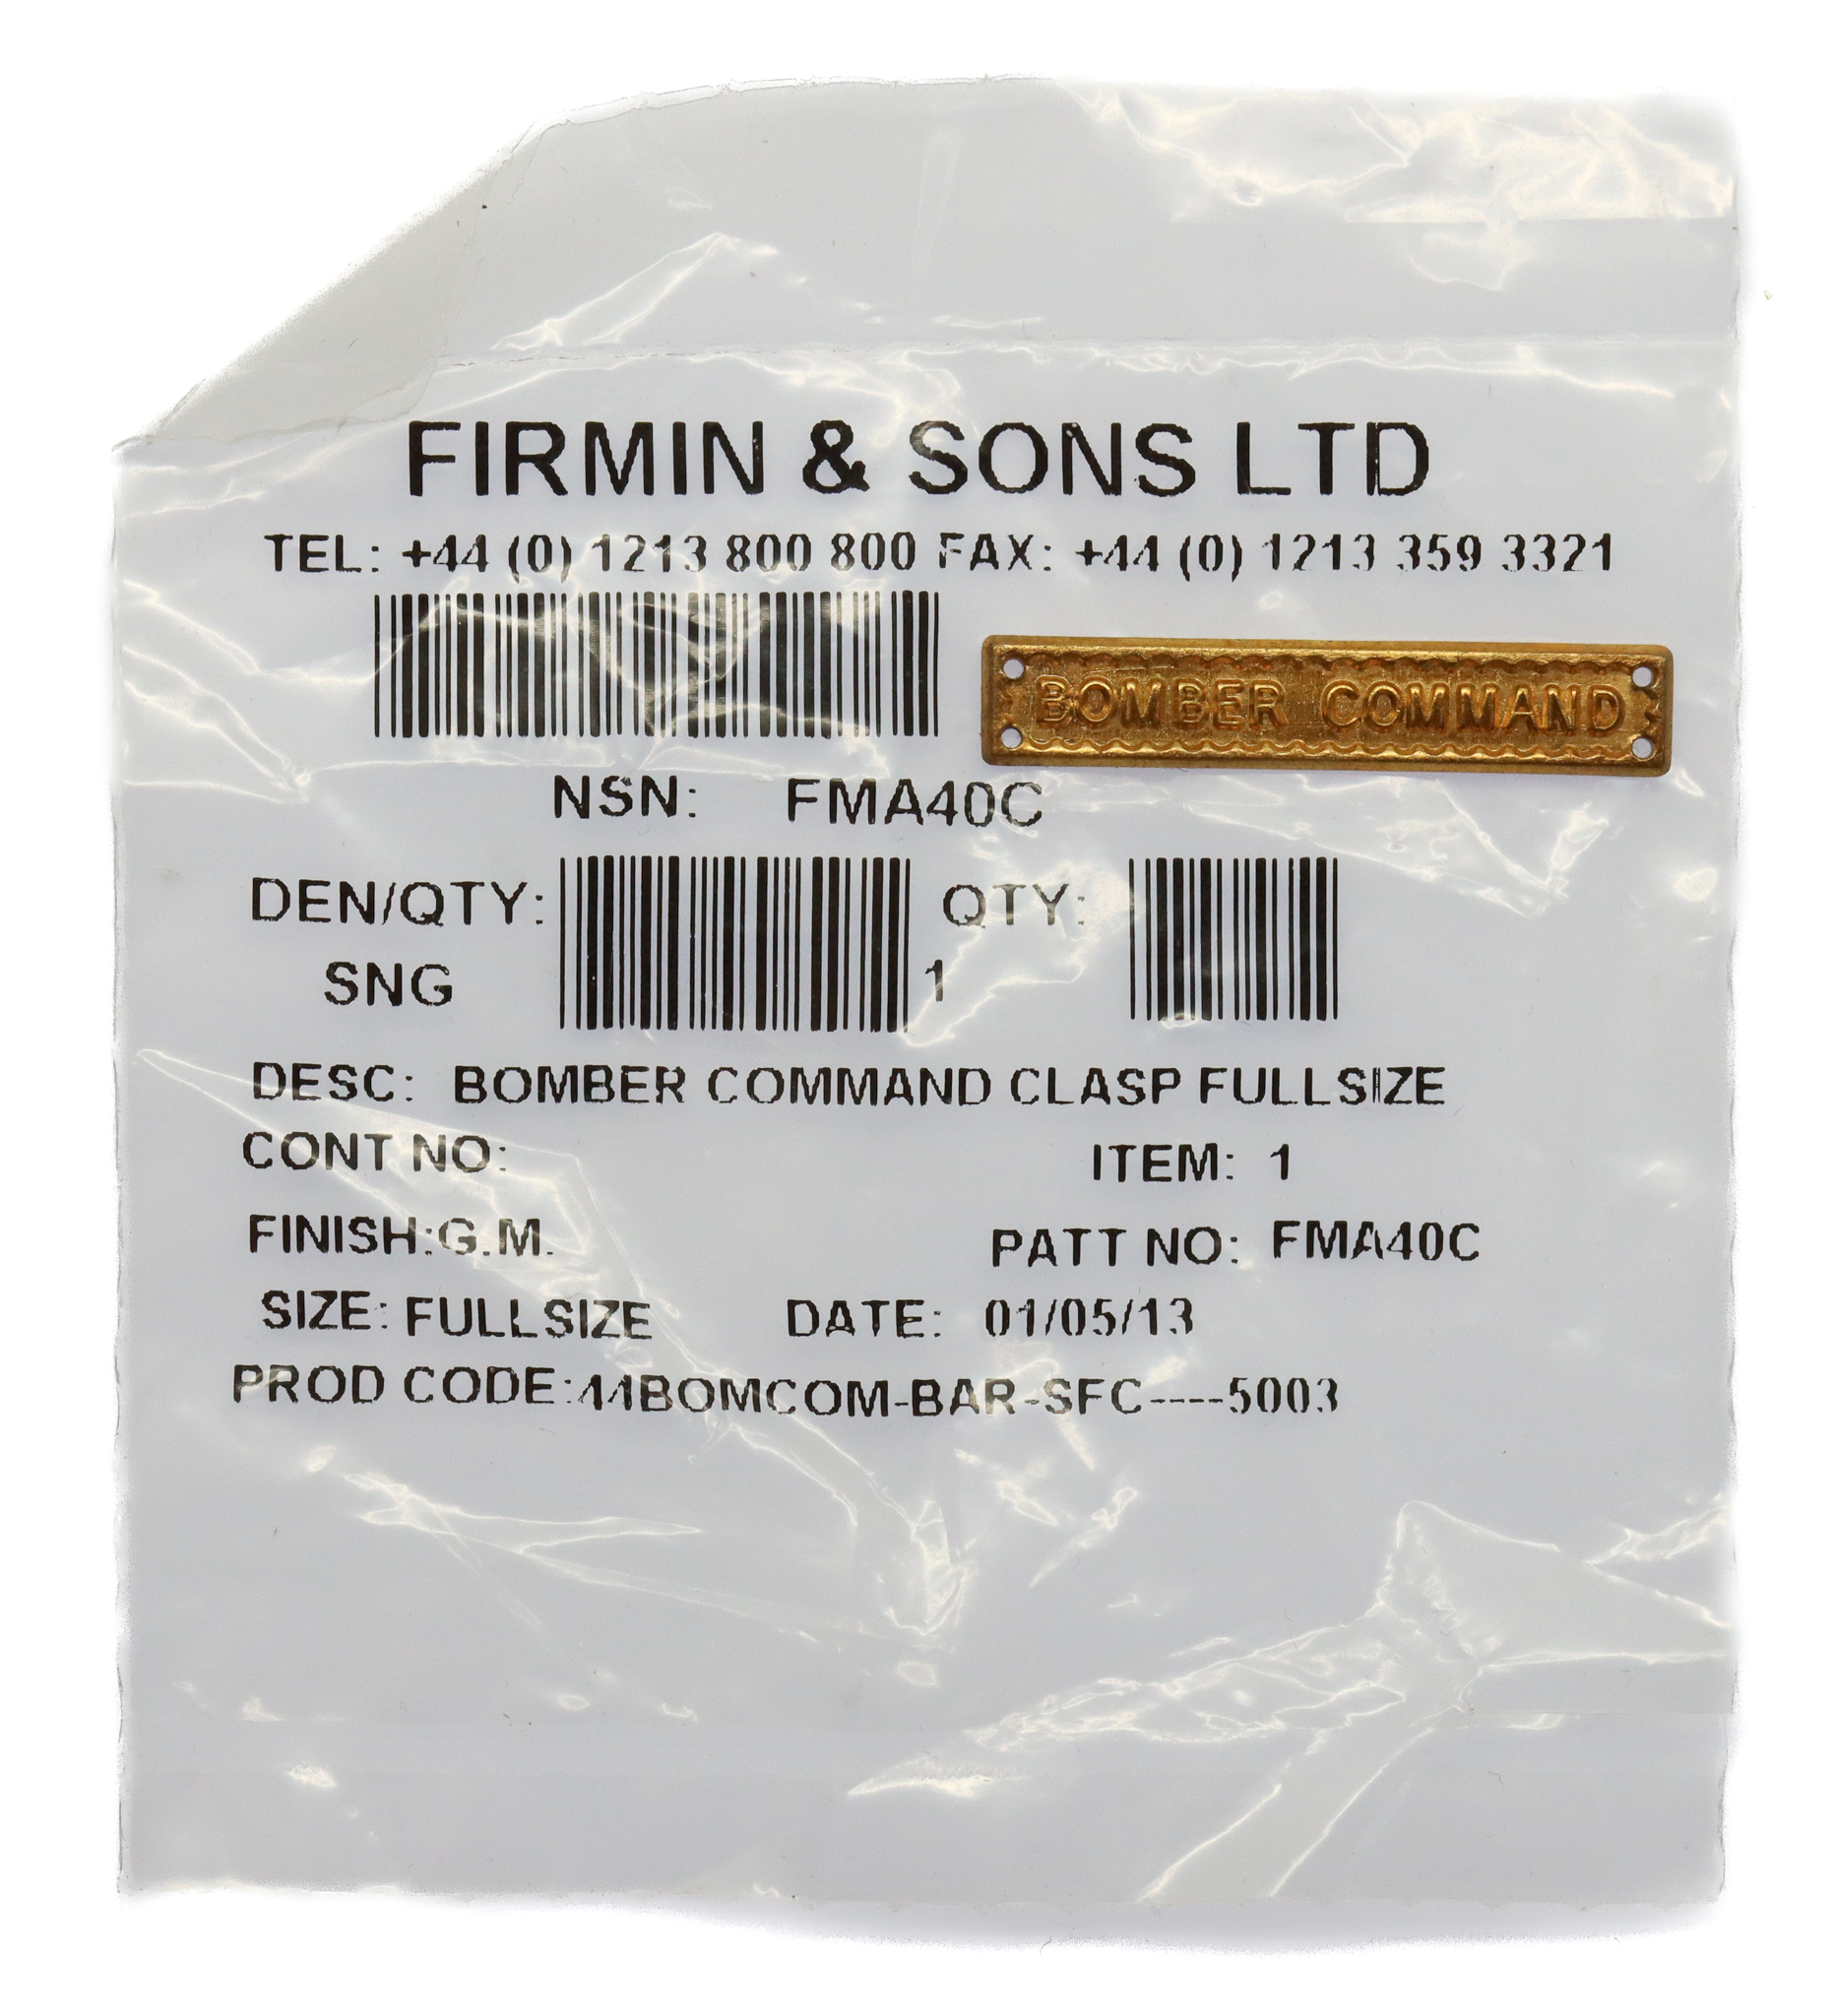 FIRMIN & SONS LTD
TEL: +44 (0) 1213 800 800 FAX: +44 (0) 1213 359 3321
BOMBER COMMAND
NSN: FMA40C
DEN/QTY: QTY:
SNG 1
DESC: BOMBER COMMAND CLASP FULLSIZE
CONT NO: ITEM: 1
FINISH:G.M. PATT NO: FMA40C
SIZE: FULLSIZE DATE: 01/05/13
PROD CODE:44BOMCOM-BAR-SFC----5003